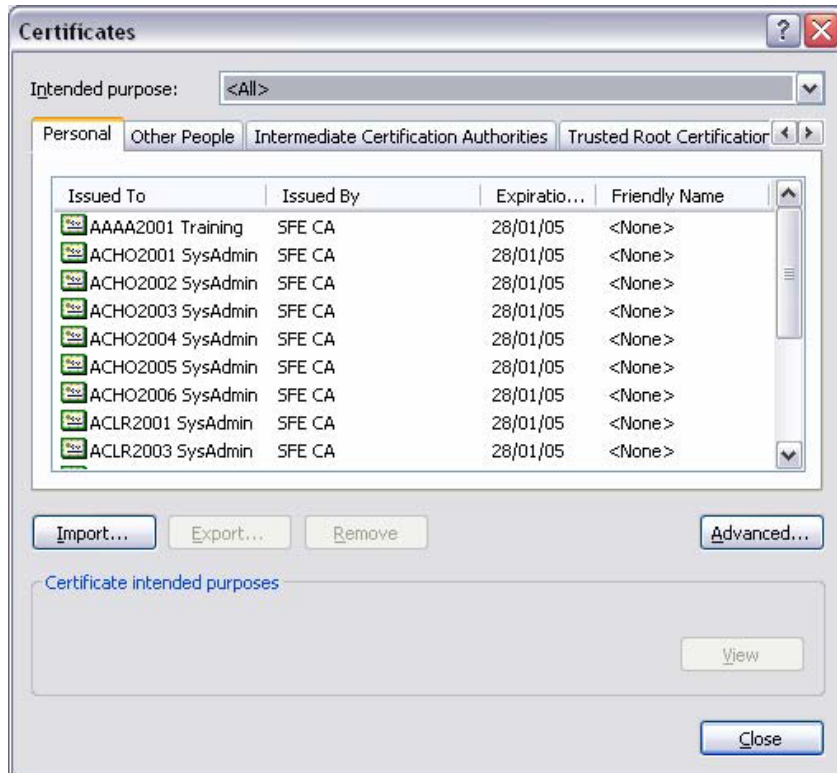 Certificates
Intended purpose: <All>
Personal Other People Intermediate Certification Authorities Trusted Root Certification
Issued To Issued By Expiratio... Friendly Name
AAAA2001 Training SFE CA 28/01/05 <None>
ACHO2001 SysAdmin SFE CA 28/01/05 <None>
ACHO2002 SysAdmin SFE CA 28/01/05 <None>
ACHO2003 SysAdmin SFE CA 28/01/05 <None>
ACHO2004 SysAdmin SFE CA 28/01/05 <None>
ACHO2005 SysAdmin SFE CA 28/01/05 <None>
ACHO2006 SysAdmin SFE CA 28/01/05 <None>
ACLR2001 SysAdmin SFE CA 28/01/05 <None>
ACLR2003 SysAdmin SFE CA 28/01/05 <None>
Import... Export... Remove Advanced...
Certificate intended purposes
View
Close